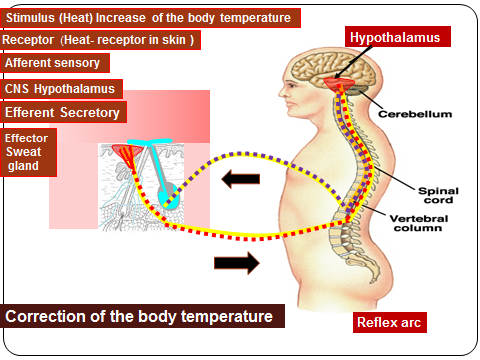 Stimulus (Heat) Increase of the body temperature
Receptor (Heat- receptor in skin )
Afferent sensory
CNS Hypothalamus
Efferent Secretory
Effector
Sweat
gland
Hypothalamus
Cerebellum
Spinal
cord
Vertebral
column
Correction of the body temperature
Reflex arc